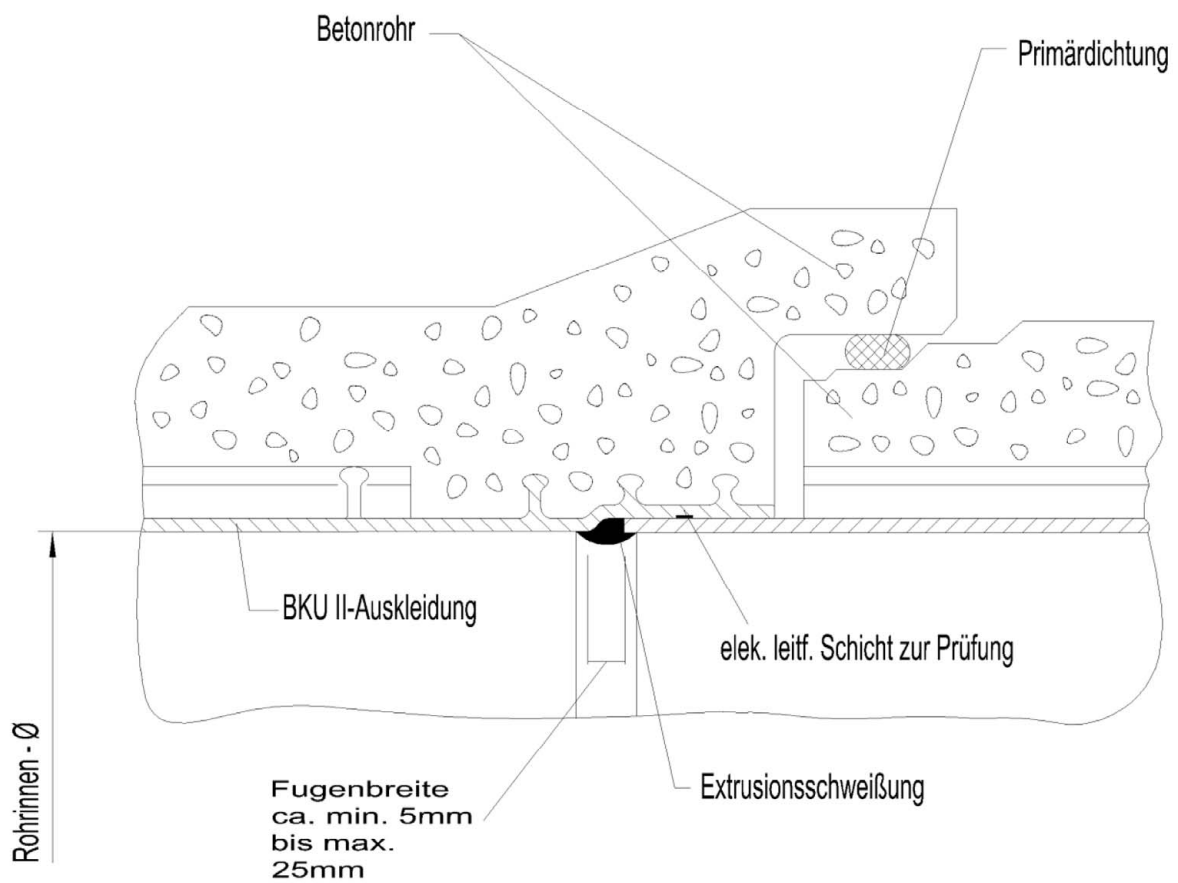 Betonrohr
Primärdichtung
BKU II-Auskleidung
elek. leitf. Schicht zur Prüfung
Rohrinnen - Ø
Fugenbreite
ca. min. 5mm
bis max.
25mm
Extrusionsschweißung